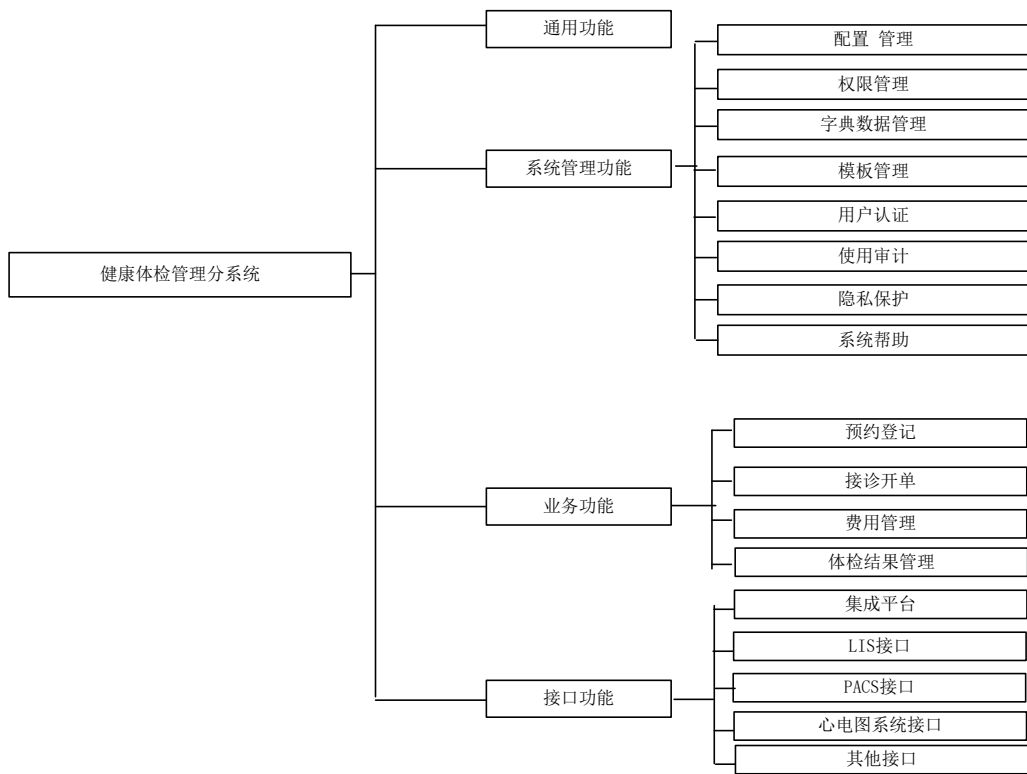 健康体检管理分系统
通用功能
系统管理功能
配置 管理
权限管理
字典数据管理
模板管理
用户认证
使用审计
隐私保护
系统帮助
业务功能
预约登记
接诊开单
费用管理
体检结果管理
接口功能
集成平台
LIS接口
PACS接口
心电图系统接口
其他接口